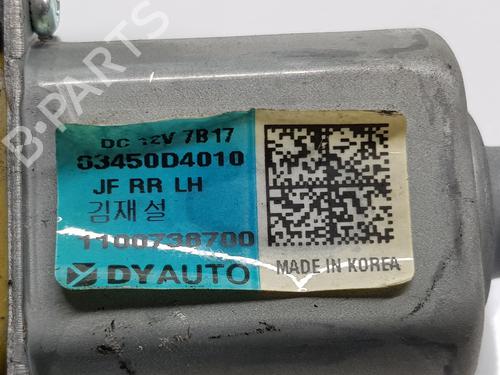 B-PARTS
DC 12V 7B17
83450D4010
JF RR LH
김재설
1100738700
DYAUTO
MADE IN KOREA